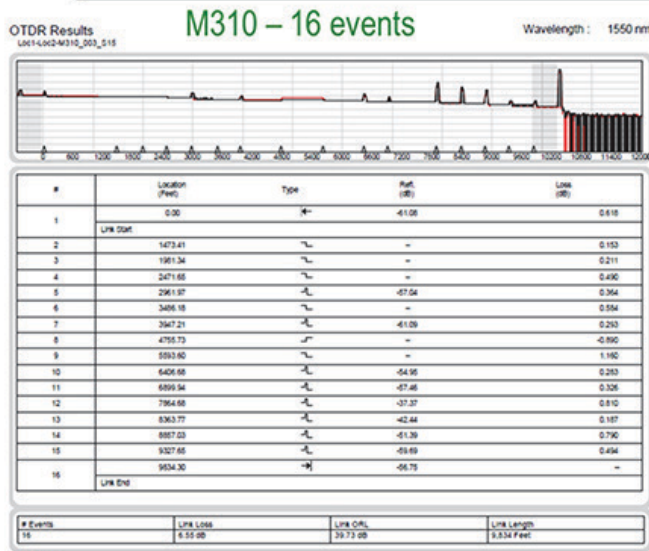 M310 – 16 events
OTDR Results
Wavelength : 1550 nm
Loc1-Loc2-M310_003_S15
0 600 1200 1800 2400 3000 3600 4200 4800 5400 6000 6600 7200 7800 8400 9000 9600 10200 10800 11400 12000
# Location (Feet) Type Refl. (dB) Loss (dB)
1 0.00 -61.08 0.618
Link Start
2 1473.41 – 0.153
3 1981.34 – 0.211
4 2471.65 – 0.490
5 2961.97 -57.04 0.364
6 3486.18 – 0.584
7 3947.21 -61.09 0.293
8 4755.73 – -0.890
9 5593.60 – 1.160
10 6406.68 -54.95 0.283
11 6899.94 -57.46 0.326
12 7864.68 -37.37 0.810
13 8363.77 -42.44 0.187
14 8857.03 -51.39 0.790
15 9327.65 -59.69 0.494
16 9834.30 -56.75 –
Link End
# Events Link Loss Link ORL Link Length
16 6.55 dB 39.73 dB 9,834 Feet